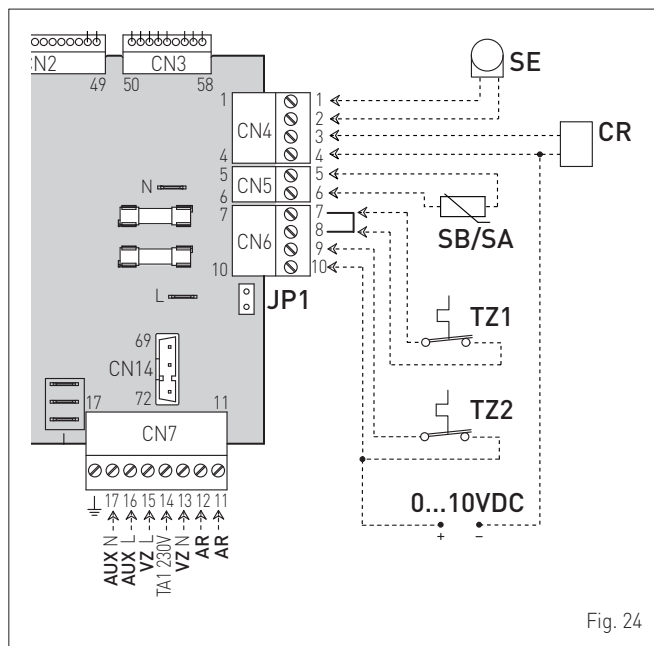 CN2
CN3
49
50
58
SE
1
CN4
4
1
2
3
4
CR
5
CN5
6
5
6
SB/SA
N
7
CN6
10
7
8
9
10
L
JP1
TZ1
69
CN14
72
TZ2
17
11
CN7
0...10VDC
+
−
17
16
15
14
13
12
11
AUX N
AUX L
VZ L
TA1 230V
VZ N
AR
AR
Fig. 24